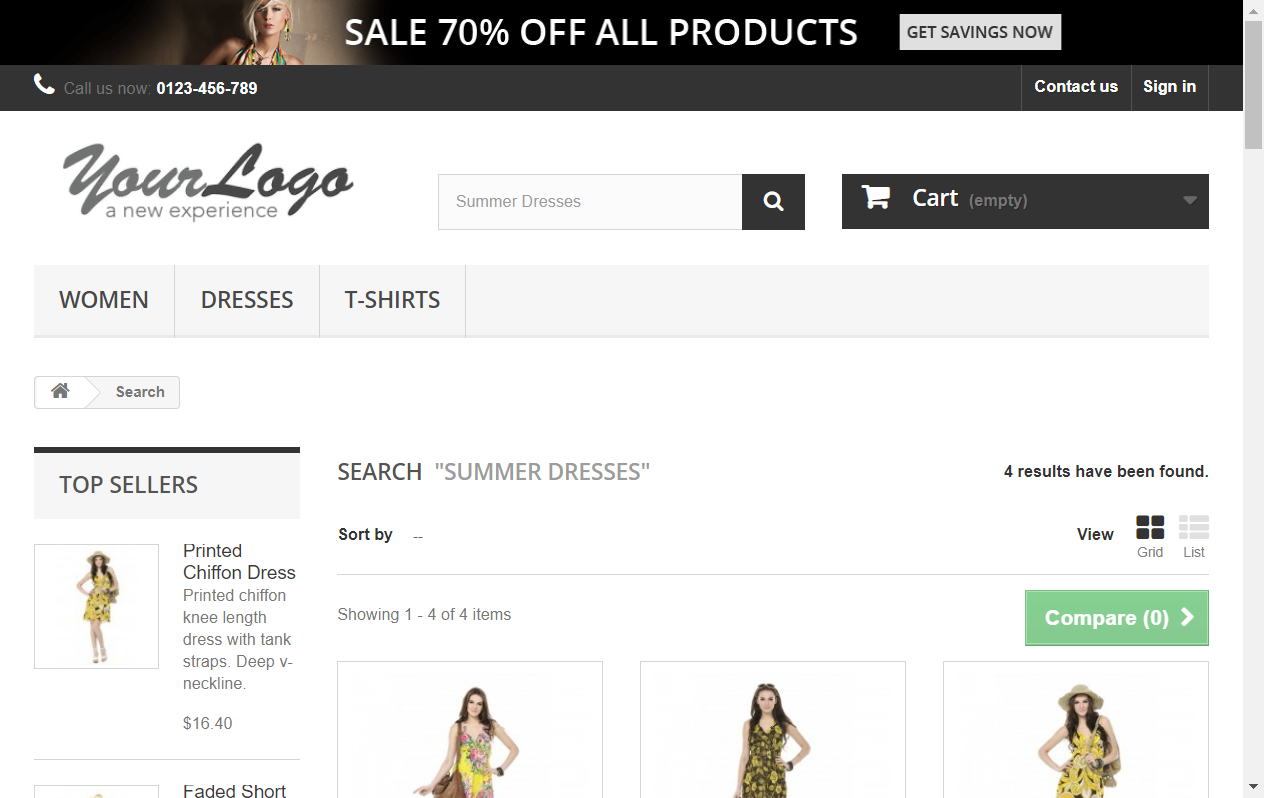 SALE 70% OFF ALL PRODUCTS
GET SAVINGS NOW
Call us now: 0123-456-789
Contact us
Sign in
YourLogo
a new experience
Summer Dresses
Cart (empty)
WOMEN
DRESSES
T-SHIRTS
Search
TOP SELLERS
Printed
Chiffon Dress
Printed chiffon
knee length
dress with tank
straps. Deep v-
neckline.
$16.40
Faded Short
SEARCH "SUMMER DRESSES"
4 results have been found.
Sort by --
View
Grid
List
Showing 1 - 4 of 4 items
Compare (0)